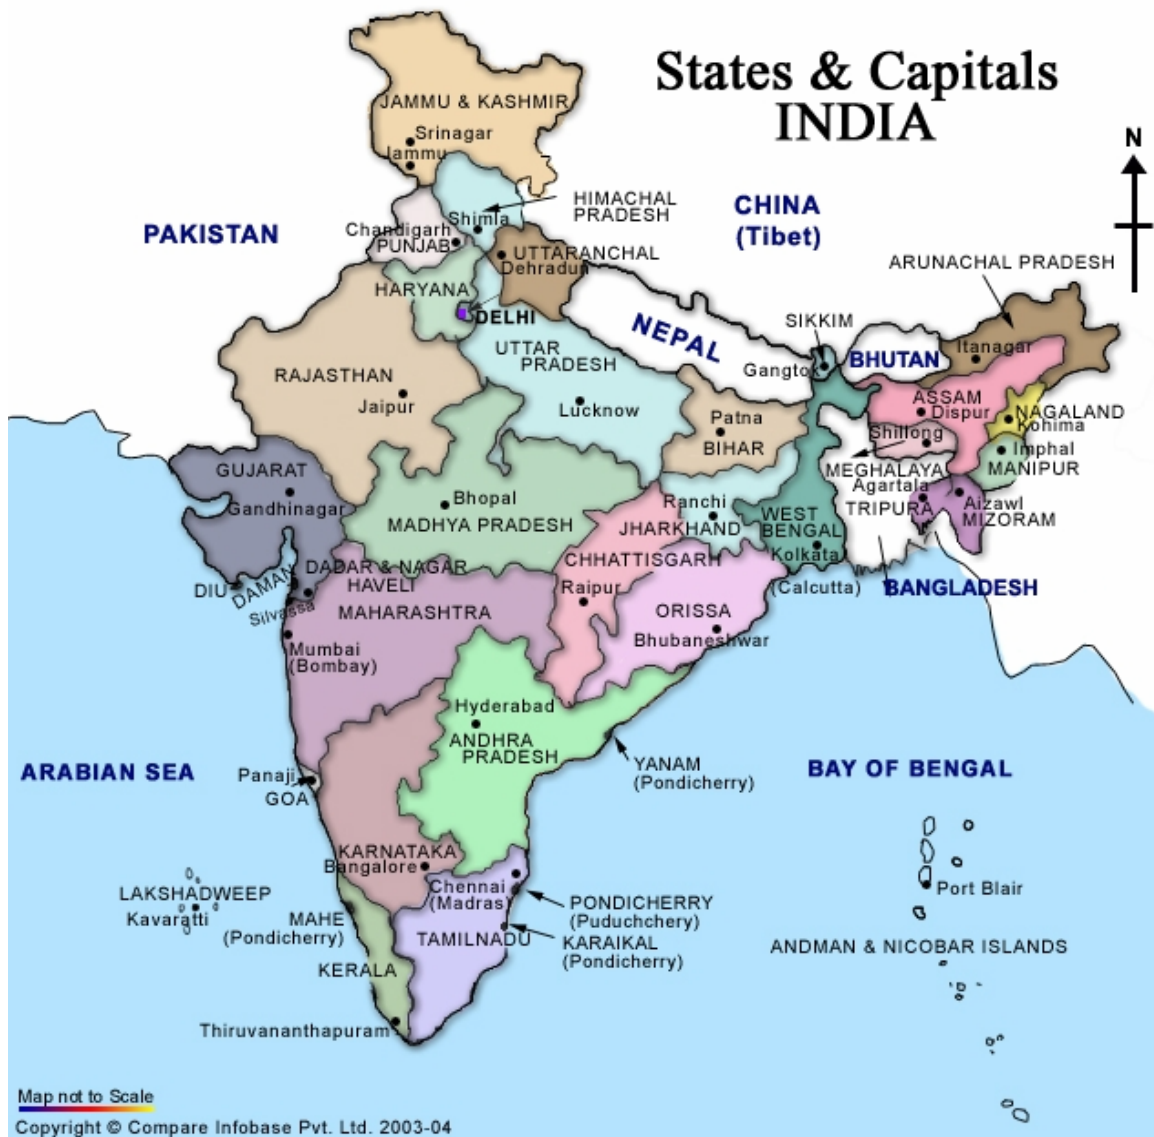 States & Capitals
INDIA
N
JAMMU & KASHMIR
Srinagar
Jammu
HIMACHAL
PRADESH
CHINA
(Tibet)
PAKISTAN
Shimla
Chandigarh
PUNJAB
UTTARANCHAL
Dehradun
ARUNACHAL PRADESH
HARYANA
DELHI
NEPAL
SIKKIM
Gangtok
BHUTAN
Itanagar
UTTAR
PRADESH
RAJASTHAN
Jaipur
Lucknow
Patna
BIHAR
ASSAM
Dispur
NAGALAND
Kohima
Shillong
Imphal
MANIPUR
MEGHALAYA
Agartala
TRIPURA
Aizawl
MIZORAM
GUJARAT
Gandhinagar
Bhopal
MADHYA PRADESH
Ranchi
JHARKHAND
WEST
BENGAL
Kolkata
(Calcutta)
BANGLADESH
CHHATTISGARH
Raipur
DADAR & NAGAR
HAVELI
DIU
DAMAN
Silvassa
MAHARASHTRA
ORISSA
Bhubaneshwar
Mumbai
(Bombay)
Hyderabad
ANDHRA
PRADESH
YANAM
(Pondicherry)
ARABIAN SEA
Panaji
GOA
BAY OF BENGAL
KARNATAKA
Bangalore
Chennai
(Madras)
PONDICHERRY
(Puduchchery)
Port Blair
LAKSHADWEEP
Kavaratti
MAHE
(Pondicherry)
TAMILNADU
KARAIKAL
(Pondicherry)
ANDMAN & NICOBAR ISLANDS
KERALA
Thiruvananthapuram
Map not to Scale
Copyright © Compare Infobase Pvt. Ltd. 2003-04